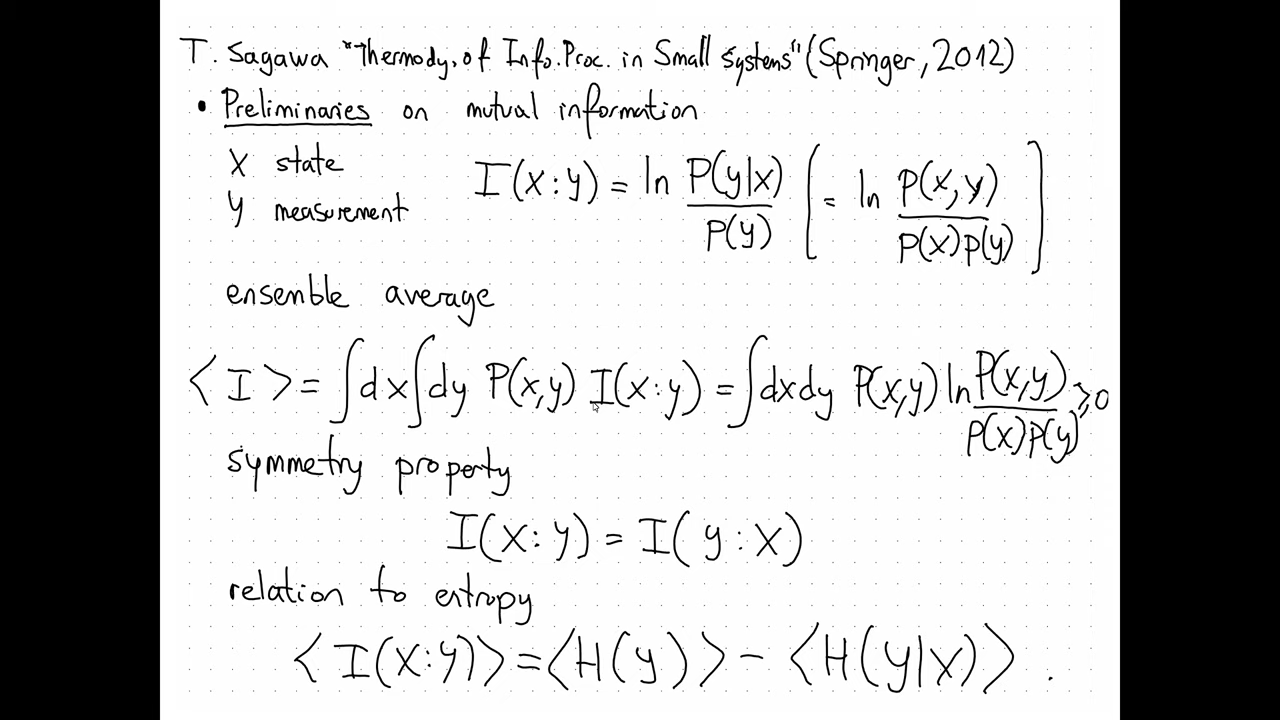 T. Sagawa "Thermody. of Info. Proc. in Small Systems" (Springer, 2012)
• Preliminaries on mutual information
X state
Y measurement
I(x:y) = ln P(y|x) / P(y) [ = ln P(x,y) / P(x)P(y) ]
ensenble average
⟨I⟩ = ∫dx∫dy P(x,y) I(x:y) = ∫dxdy P(x,y) ln P(x,y) / P(x)P(y) ≥ 0
symmetry property
I(x:y) = I(y:x)
relation to entropy
⟨I(x:y)⟩ = ⟨H(y)⟩ − ⟨H(y|x)⟩.